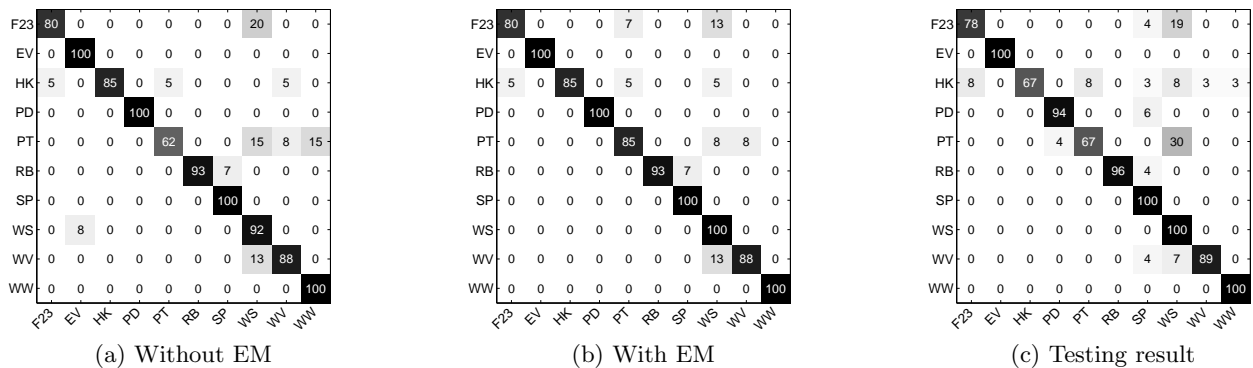 F23 80 0 0 0 0 0 0 20 0 0
EV 0 100 0 0 0 0 0 0 0 0
HK 5 0 85 0 5 0 0 0 5 0
PD 0 0 0 100 0 0 0 0 0 0
PT 0 0 0 0 62 0 0 15 8 15
RB 0 0 0 0 0 93 7 0 0 0
SP 0 0 0 0 0 0 100 0 0 0
WS 0 8 0 0 0 0 0 92 0 0
WV 0 0 0 0 0 0 0 13 88 0
WW 0 0 0 0 0 0 0 0 0 100
F23 EV HK PD PT RB SP WS WV WW
(a) Without EM
F23 80 0 0 0 7 0 0 13 0 0
EV 0 100 0 0 0 0 0 0 0 0
HK 5 0 85 0 5 0 0 5 0 0
PD 0 0 0 100 0 0 0 0 0 0
PT 0 0 0 0 85 0 0 8 8 0
RB 0 0 0 0 0 93 7 0 0 0
SP 0 0 0 0 0 0 100 0 0 0
WS 0 0 0 0 0 0 0 100 0 0
WV 0 0 0 0 0 0 0 13 88 0
WW 0 0 0 0 0 0 0 0 0 100
F23 EV HK PD PT RB SP WS WV WW
(b) With EM
F23 78 0 0 0 0 0 4 19 0 0
EV 0 100 0 0 0 0 0 0 0 0
HK 8 0 67 0 8 0 3 8 3 3
PD 0 0 0 94 0 0 6 0 0 0
PT 0 0 0 4 67 0 0 30 0 0
RB 0 0 0 0 0 96 4 0 0 0
SP 0 0 0 0 0 0 100 0 0 0
WS 0 0 0 0 0 0 0 100 0 0
WV 0 0 0 0 0 0 4 7 89 0
WW 0 0 0 0 0 0 0 0 0 100
F23 EV HK PD PT RB SP WS WV WW
(c) Testing result